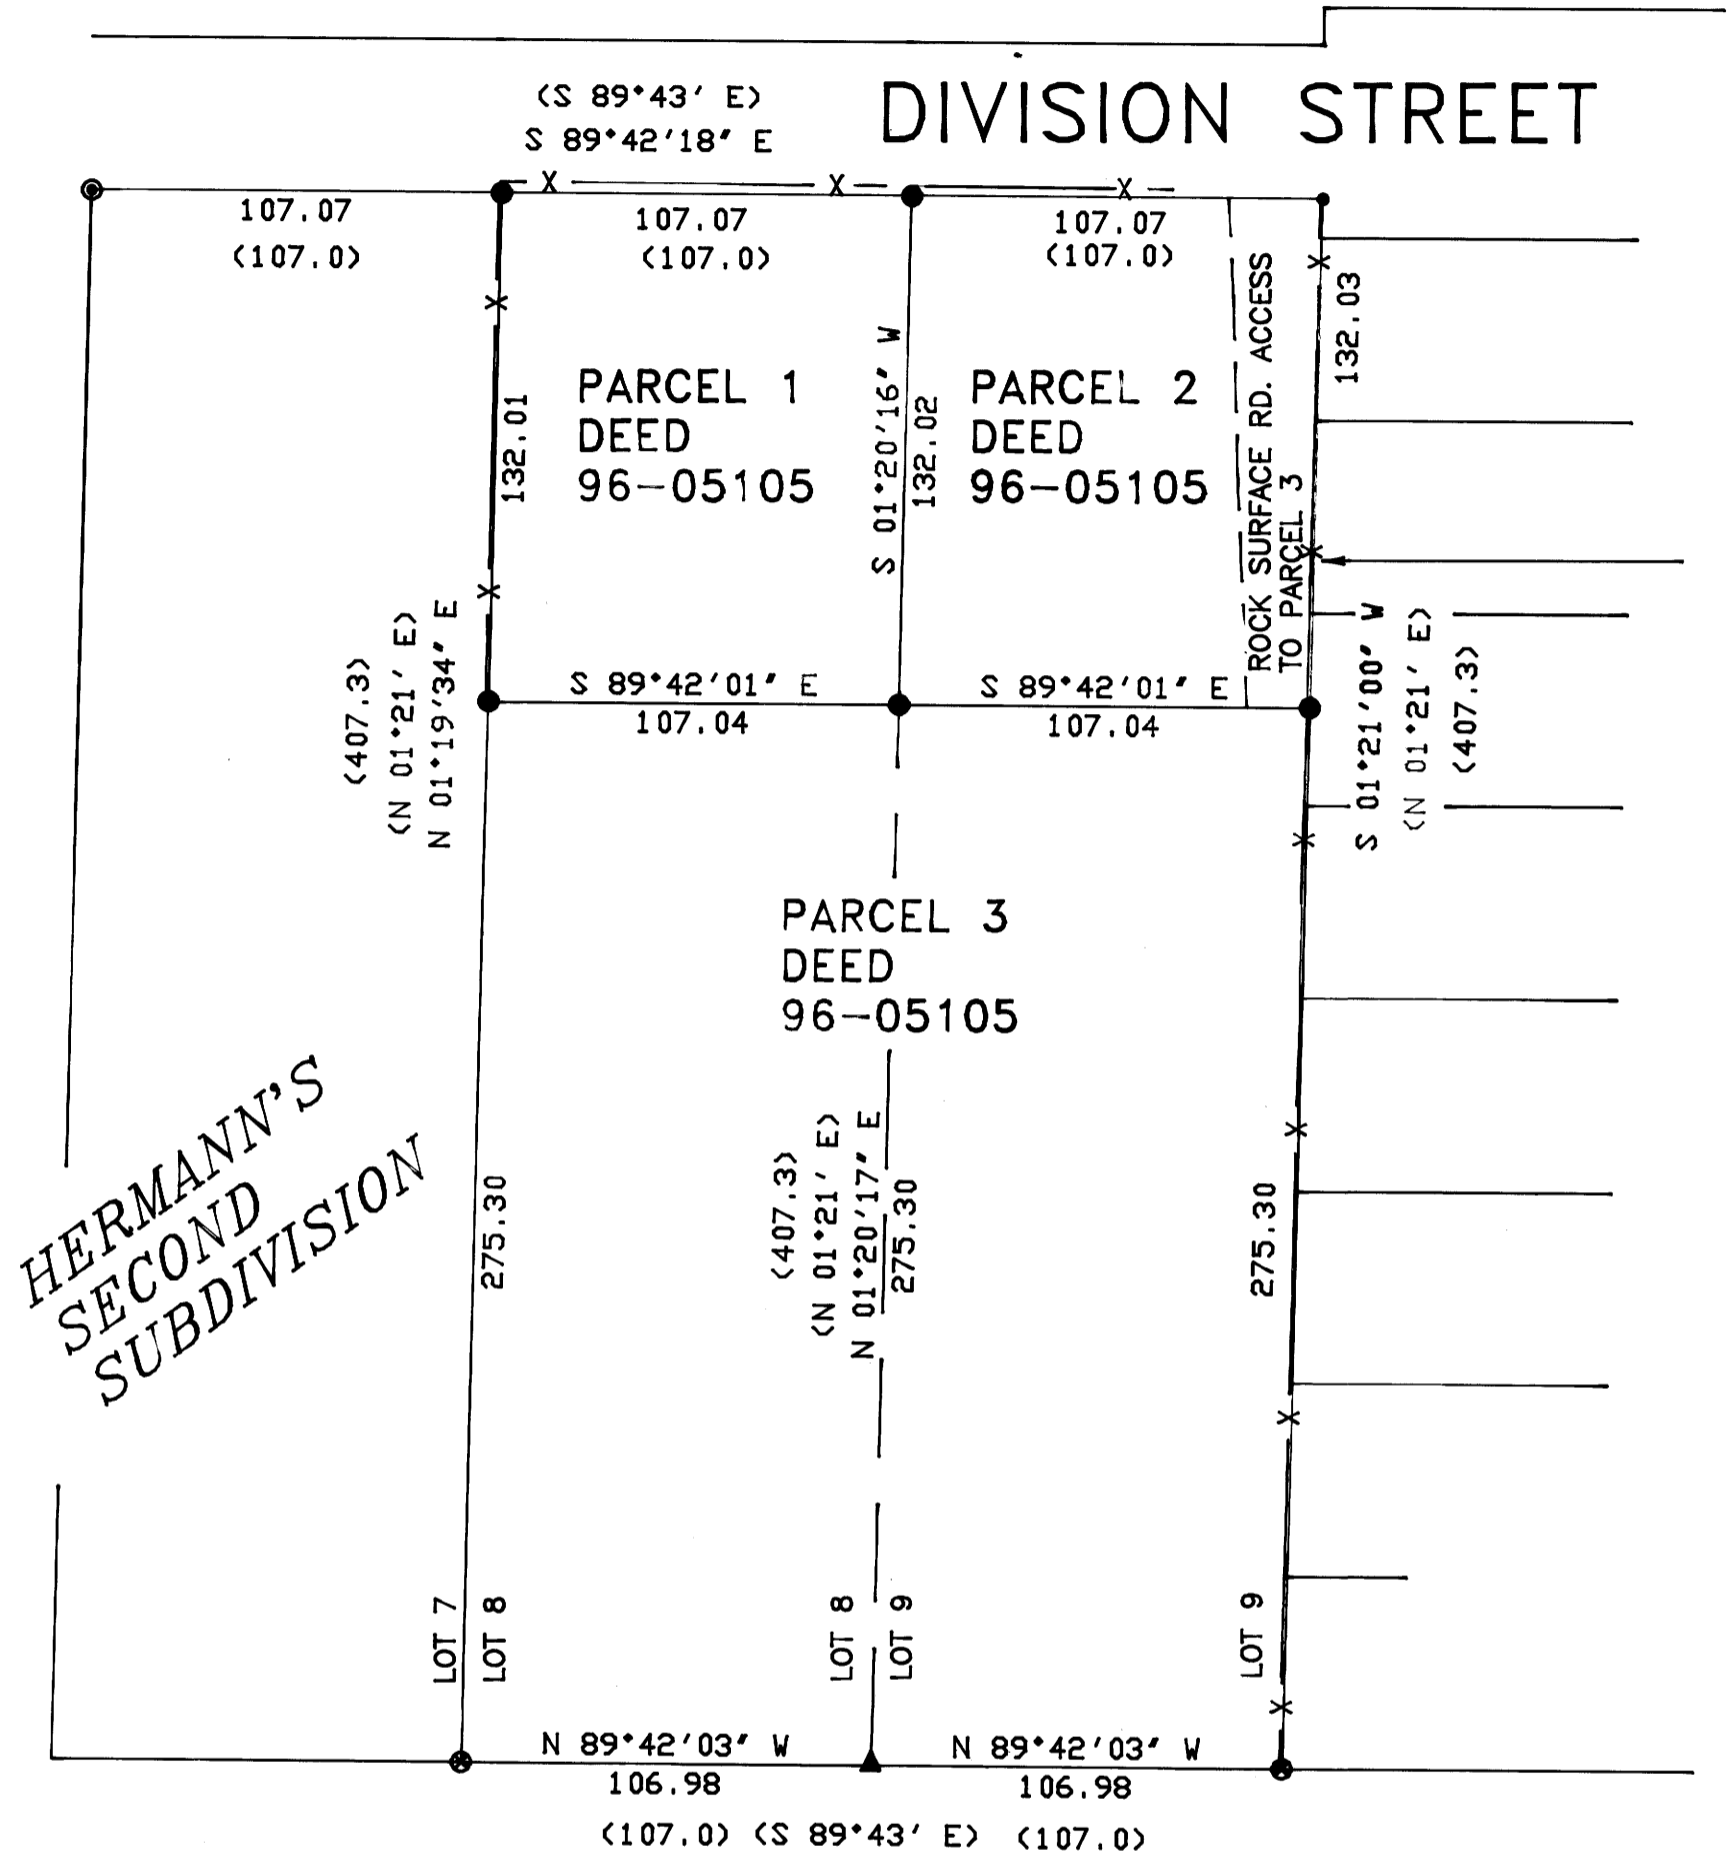 (S 89°43' E)
S 89°42'18" E
DIVISION STREET
107.07
(107.0)
107.07
(107.0)
107.07
(107.0)
132.01
PARCEL 1
DEED
96-05105
S 01°20'16" W
132.02
PARCEL 2
DEED
96-05105
ROCK SURFACE RD. ACCESS
TO PARCEL 3
132.03
(407.3)
(N 01°21' E)
N 01°19'34" E
S 89°42'01" E
107.04
S 89°42'01" E
107.04
S 01°21'00" W
(N 01°21' E)
(407.3)
PARCEL 3
DEED
96-05105
HERMANN'S
SECOND
SUBDIVISION
275.30
(407.3)
(N 01°21' E)
N 01°20'17" E
275.30
275.30
LOT 7
LOT 8
LOT 8
LOT 9
LOT 9
N 89°42'03" W
106.98
N 89°42'03" W
106.98
(107.0) (S 89°43' E) (107.0)